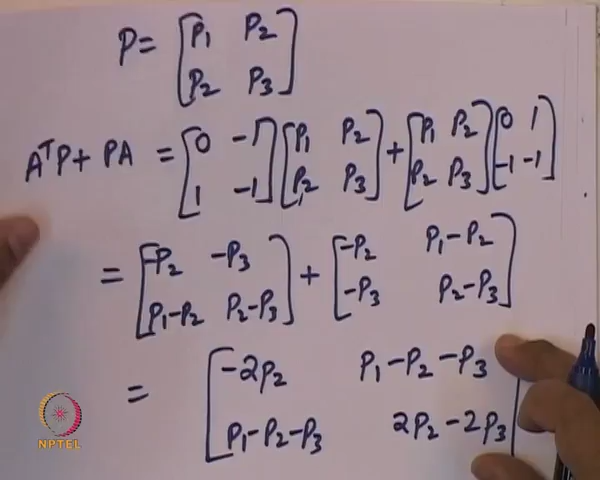 P = [p₁ p₂
p₂ p₃]
AᵀP + PA = [0 -1 [p₁ p₂ + [p₁ p₂ [0 1
1 -1] p₂ p₃] p₂ p₃] -1 -1]
= [-p₂ -p₃ + [-p₂ p₁-p₂
p₁-p₂ p₂-p₃] -p₃ p₂-p₃]
= [-2p₂ p₁-p₂-p₃
p₁-p₂-p₃ 2p₂-2p₃]
NPTEL